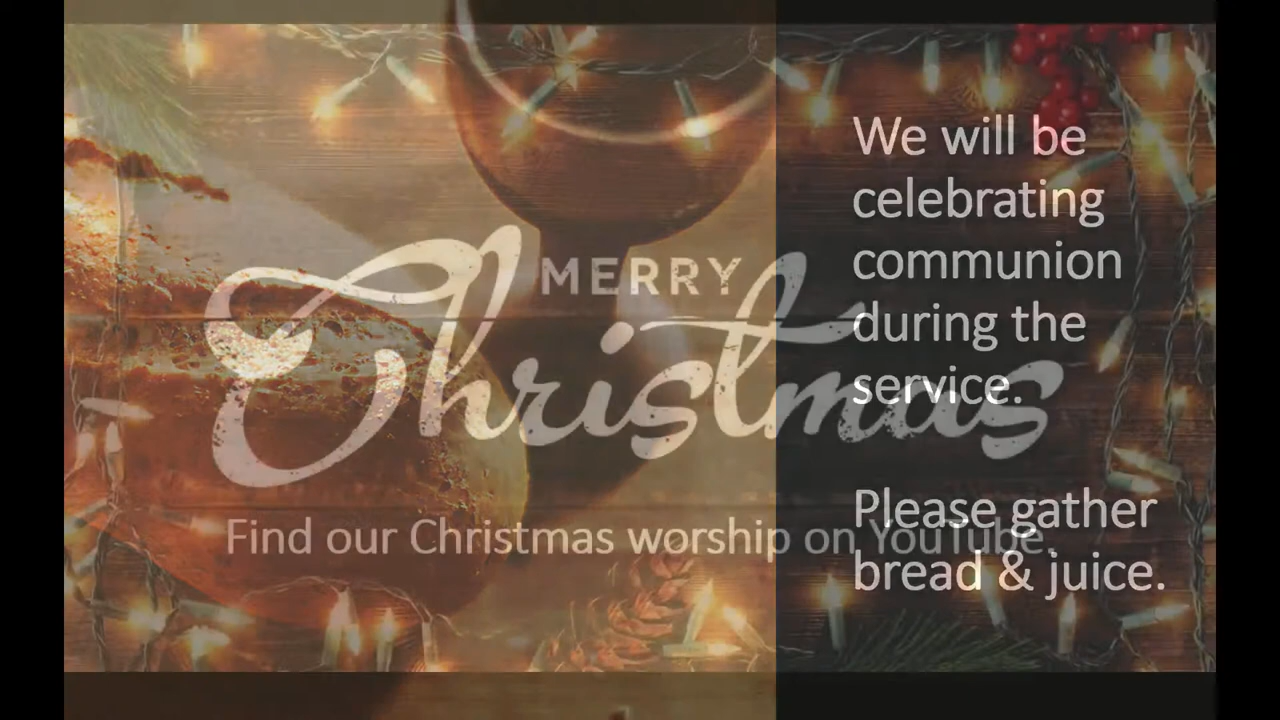 MERRY
Christmas
Find our Christmas worship on YouTube.
We will be
celebrating
communion
during the
service.
Please gather
bread & juice.